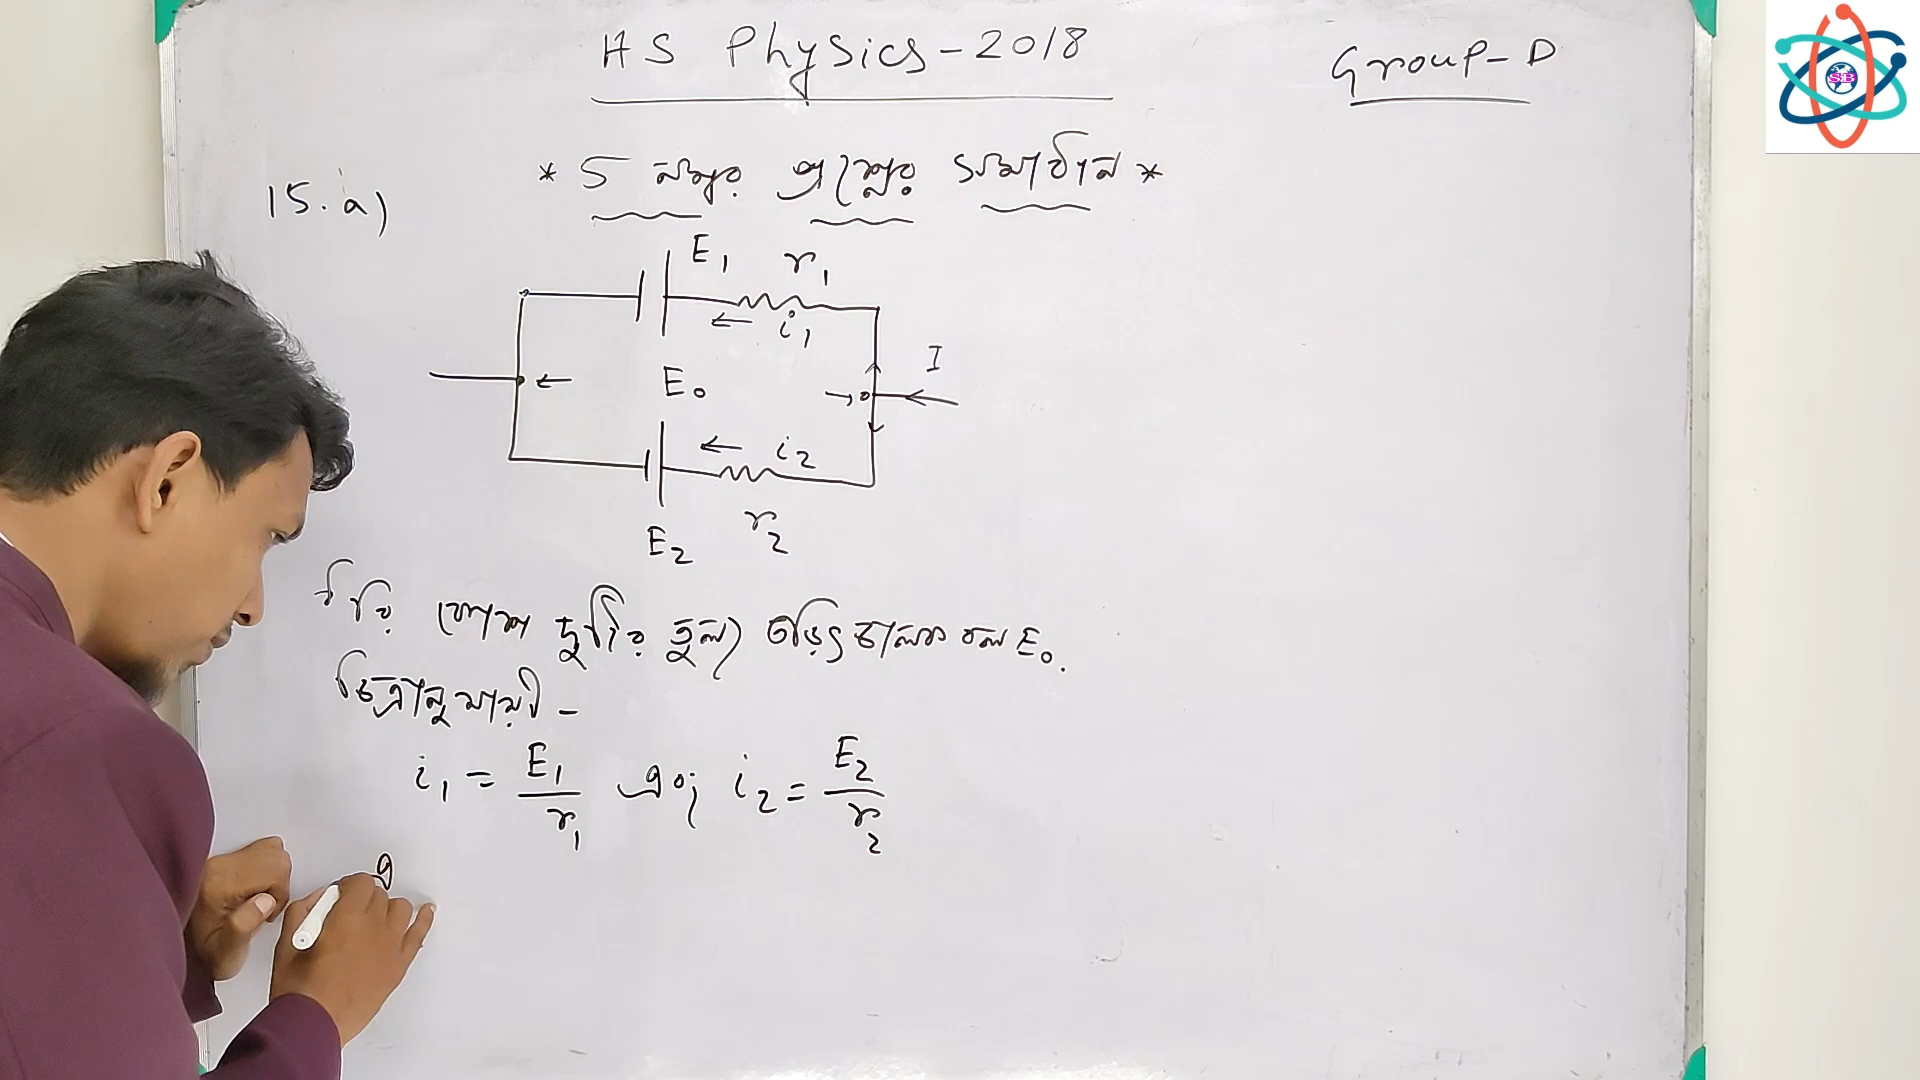 HS Physics-2018
Group-D
* 5 নম্বর প্রশ্নের সমাধান *
15. a)
E₁ r₁
i₁
I
E₀
i₂
E₂ r₂
ধরি কোশ দুটির তুল্য তড়িৎচালক বল E₀.
চিত্রানুযায়ী -
i₁ = E₁/r₁ এবং i₂ = E₂/r₂
এ
SB